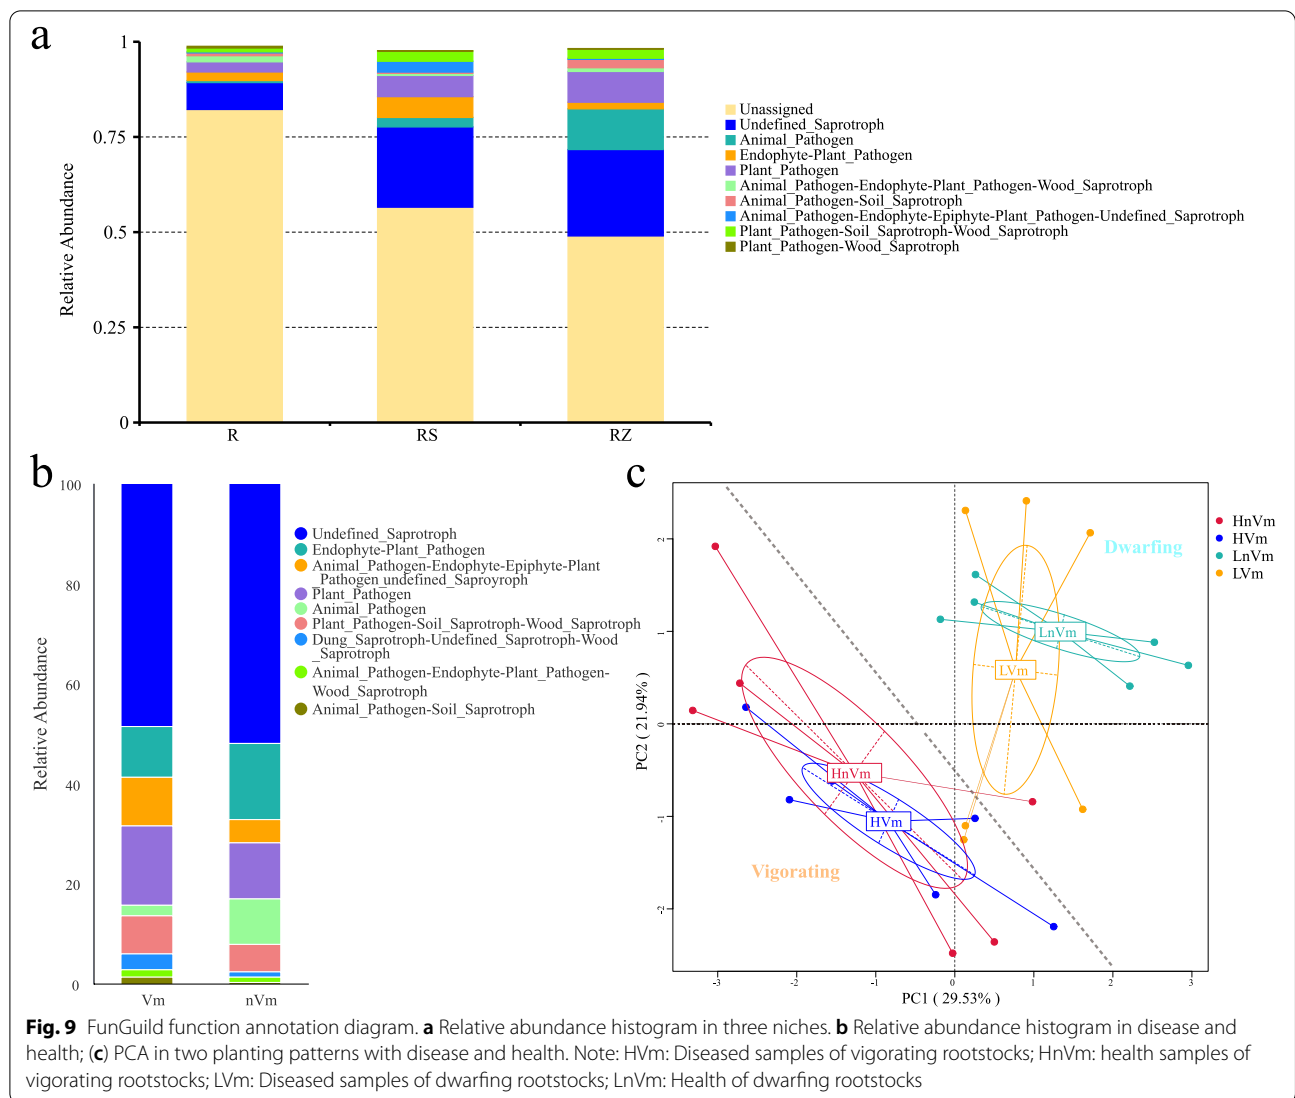 a
1
0.75
0.5
0.25
0
Relative Abundance
R
RS
RZ
Unassigned
Undefined_Saprotroph
Animal_Pathogen
Endophyte-Plant_Pathogen
Plant_Pathogen
Animal_Pathogen-Endophyte-Plant_Pathogen-Wood_Saprotroph
Animal_Pathogen-Soil_Saprotroph
Animal_Pathogen-Endophyte-Epiphyte-Plant_Pathogen-Undefined_Saprotroph
Plant_Pathogen-Soil_Saprotroph-Wood_Saprotroph
Plant_Pathogen-Wood_Saprotroph
b
100
80
60
40
20
0
Relative Abundance
Vm
nVm
Undefined_Saprotroph
Endophyte-Plant_Pathogen
Animal_Pathogen-Endophyte-Epiphyte-Plant
_Pathogen_undefined_Saproyroph
Plant_Pathogen
Animal_Pathogen
Plant_Pathogen-Soil_Saprotroph-Wood_Saprotroph
Dung_Saprotroph-Undefined_Saprotroph-Wood
_Saprotroph
Animal_Pathogen-Endophyte-Plant_Pathogen-
Wood_Saprotroph
Animal_Pathogen-Soil_Saprotroph
c
2
1
0
-1
-2
PC2 ( 21.94% )
-3
-2
-1
0
1
2
3
PC1 ( 29.53% )
Dwarfing
Vigorating
LnVm
LVm
HnVm
HVm
HnVm
HVm
LnVm
LVm
Fig. 9 FunGuild function annotation diagram. a Relative abundance histogram in three niches. b Relative abundance histogram in disease and
health; (c) PCA in two planting patterns with disease and health. Note: HVm: Diseased samples of vigorating rootstocks; HnVm: health samples of
vigorating rootstocks; LVm: Diseased samples of dwarfing rootstocks; LnVm: Health of dwarfing rootstocks